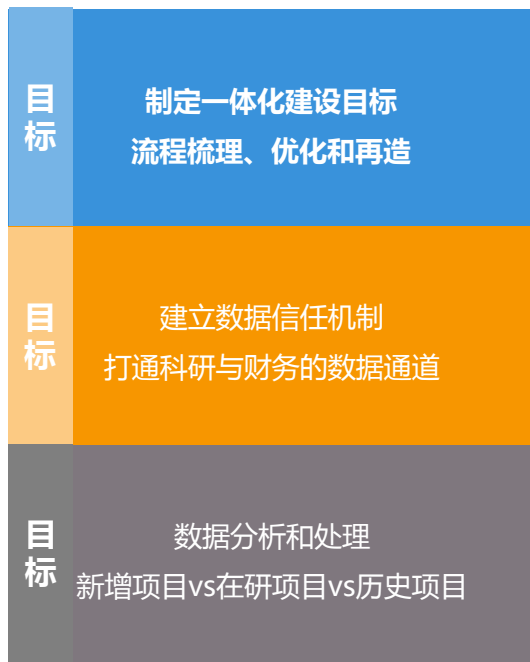 目标
制定一体化建设目标
流程梳理、优化和再造
目标
建立数据信任机制
打通科研与财务的数据通道
目标
数据分析和处理
新增项目vs在研项目vs历史项目